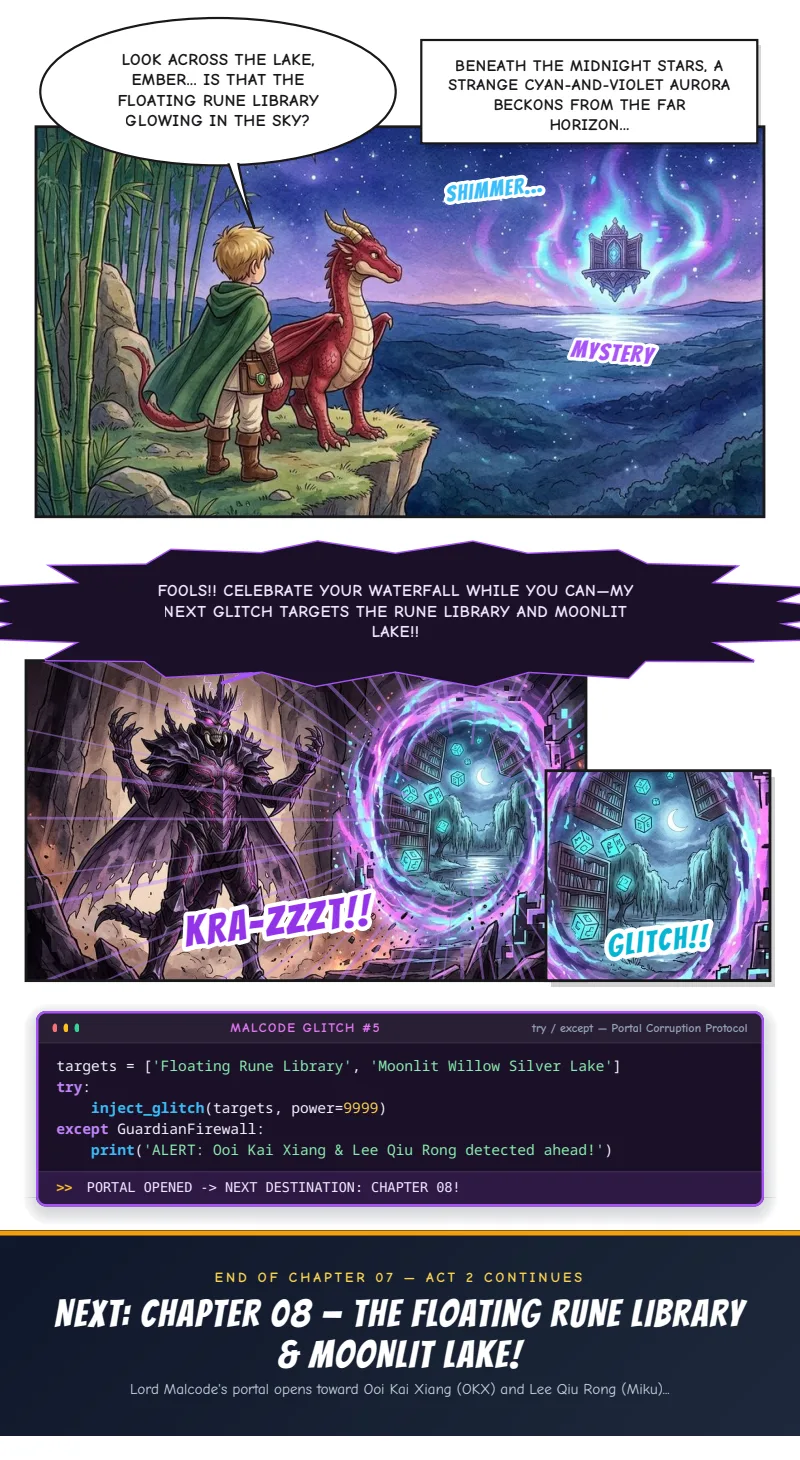 LOOK ACROSS THE LAKE,
EMBER... IS THAT THE
FLOATING RUNE LIBRARY
GLOWING IN THE SKY?
BENEATH THE MIDNIGHT STARS, A
STRANGE CYAN-AND-VIOLET AURORA
BECKONS FROM THE FAR
HORIZON...
SHIMMER...
MYSTERY
FOOLS!! CELEBRATE YOUR WATERFALL WHILE YOU CAN—MY
NEXT GLITCH TARGETS THE RUNE LIBRARY AND MOONLIT
LAKE!!
KRA-ZZZT!!
GLITCH!!
MALCODE GLITCH #5
try / except — Portal Corruption Protocol
targets = ['Floating Rune Library', 'Moonlit Willow Silver Lake']
try:
    inject_glitch(targets, power=9999)
except GuardianFirewall:
    print('ALERT: Ooi Kai Xiang & Lee Qiu Rong detected ahead!')
>> PORTAL OPENED -> NEXT DESTINATION: CHAPTER 08!
END OF CHAPTER 07 — ACT 2 CONTINUES
NEXT: CHAPTER 08 — THE FLOATING RUNE LIBRARY
& MOONLIT LAKE!
Lord Malcode's portal opens toward Ooi Kai Xiang (OKX) and Lee Qiu Rong (Miku)...